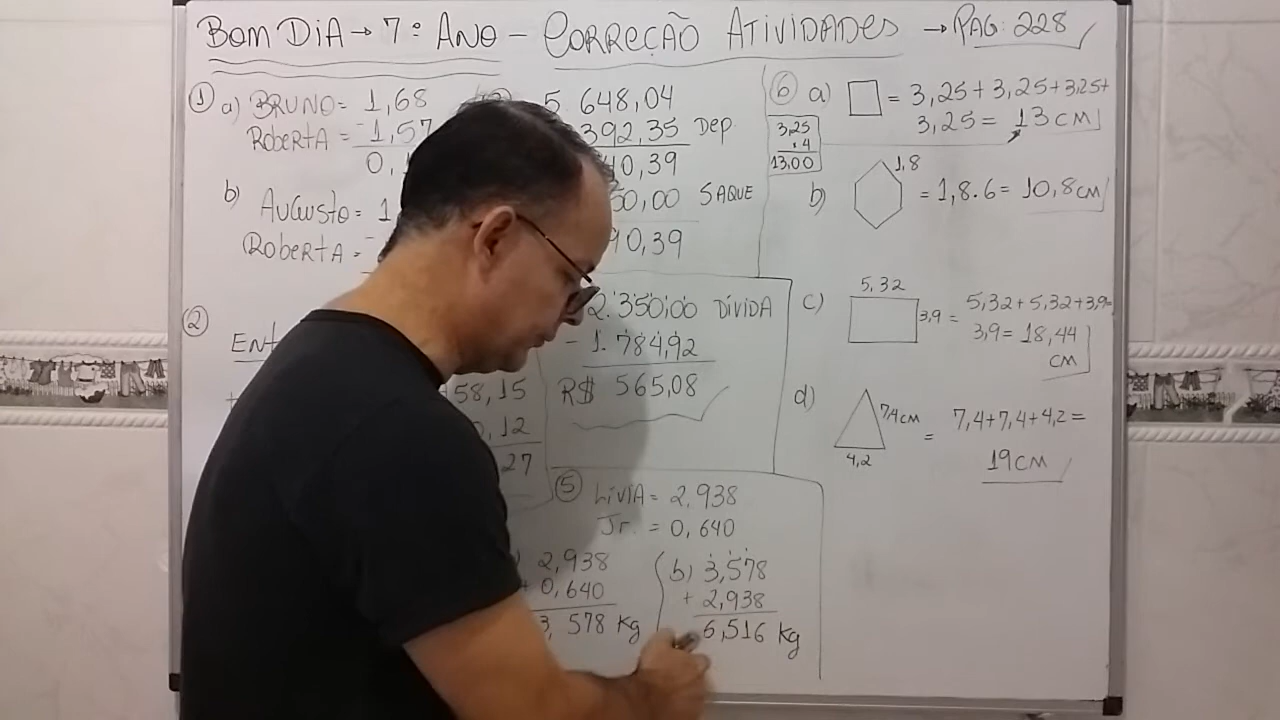 BOM DIA → 7º ANO – CORREÇÃO ATIVIDADES → PÁG: 228
① a) BRUNO = 1,68
ROBERTA = - 1,57
0,
b) AUGUSTO = 1
ROBERTA = -
②
58,15
,12
27
5.648,04
392,35 DEP.
40,39
50,00 SAQUE
90,39
2.350,00 DÍVIDA
- 1.784,92
R$ 565,08
⑤ LÍVIA = 2,938
Jr. = 0,640
2,938
+ 0,640
3,578 Kg
b) 3,578
+ 2,938
6,516 Kg
⑥ a) = 3,25 + 3,25 + 3,25 +
3,25 = 13 CM
3,25
× 4
13,00
b) 1,8 = 1,8 . 6 = 10,8 CM
c) 5,32
3,9 = 5,32 + 5,32 + 3,9 =
3,9 = 18,44
CM
d) 7,4 CM
4,2
= 7,4 + 7,4 + 4,2 =
19 CM